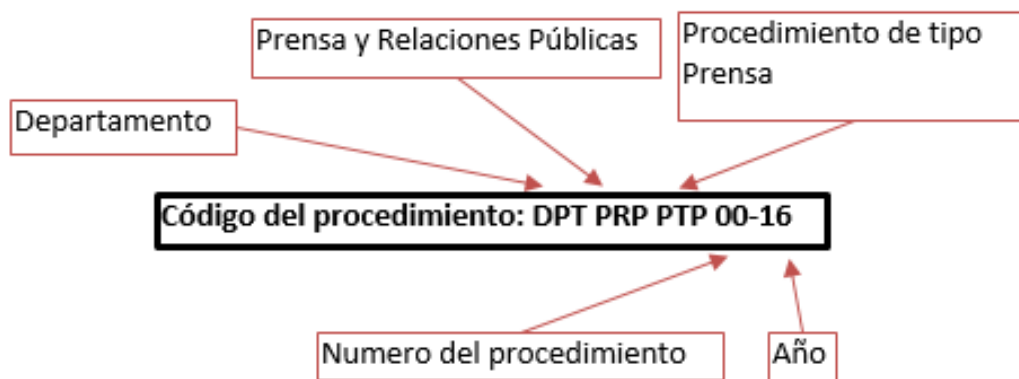 Prensa y Relaciones Públicas
Procedimiento de tipo
Prensa
Departamento
Código del procedimiento: DPT PRP PTP 00-16
Numero del procedimiento
Año